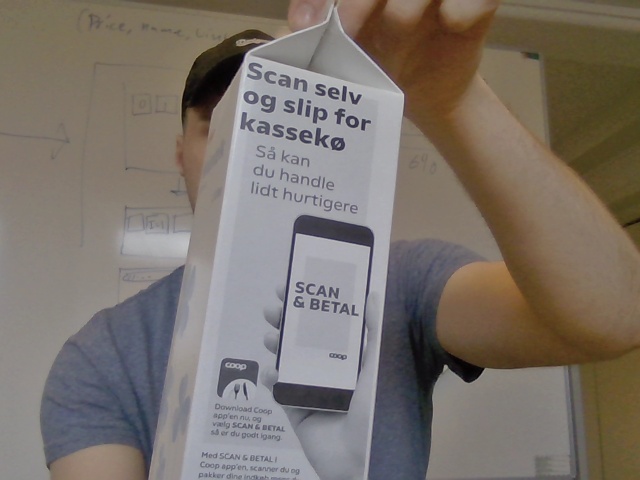 Scan selv
og slip for
kassekø
Så kan
du handle
lidt hurtigere
SCAN
& BETAL
coop
coop
Download Coop
app'en nu, og
vælg SCAN & BETAL
så er du godt igang.
Med SCAN & BETAL i
Coop app'en, scanner du og
pakker dine